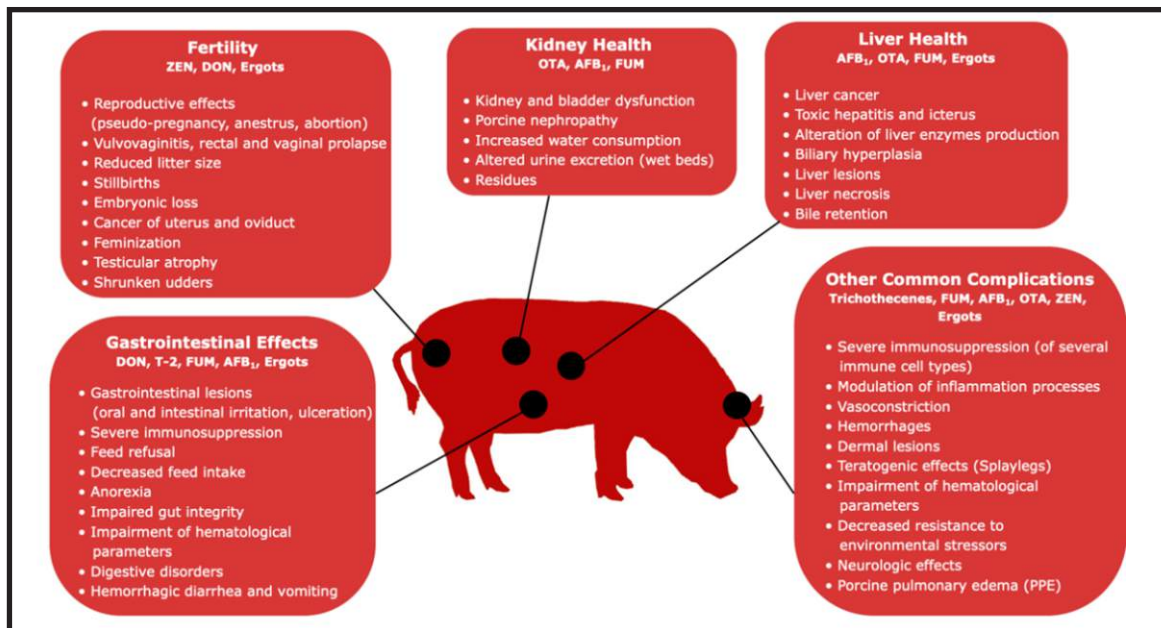 Fertility
ZEN, DON, Ergots
• Reproductive effects
(pseudo-pregnancy, anestrus, abortion)
• Vulvovaginitis, rectal and vaginal prolapse
• Reduced litter size
• Stillbirths
• Embryonic loss
• Cancer of uterus and oviduct
• Feminization
• Testicular atrophy
• Shrunken udders
Kidney Health
OTA, AFB₁, FUM
• Kidney and bladder dysfunction
• Porcine nephropathy
• Increased water consumption
• Altered urine excretion (wet beds)
• Residues
Liver Health
AFB₁, OTA, FUM, Ergots
• Liver cancer
• Toxic hepatitis and icterus
• Alteration of liver enzymes production
• Biliary hyperplasia
• Liver lesions
• Liver necrosis
• Bile retention
Gastrointestinal Effects
DON, T-2, FUM, AFB₁, Ergots
• Gastrointestinal lesions
(oral and intestinal irritation, ulceration)
• Severe immunosuppression
• Feed refusal
• Decreased feed intake
• Anorexia
• Impaired gut integrity
• Impairment of hematological
parameters
• Digestive disorders
• Hemorrhagic diarrhea and vomiting
Other Common Complications
Trichothecenes, FUM, AFB₁, OTA, ZEN,
Ergots
• Severe immunosuppression (of several
immune cell types)
• Modulation of inflammation processes
• Vasoconstriction
• Hemorrhages
• Dermal lesions
• Teratogenic effects (Splaylegs)
• Impairment of hematological
parameters
• Decreased resistance to
environmental stressors
• Neurologic effects
• Porcine pulmonary edema (PPE)